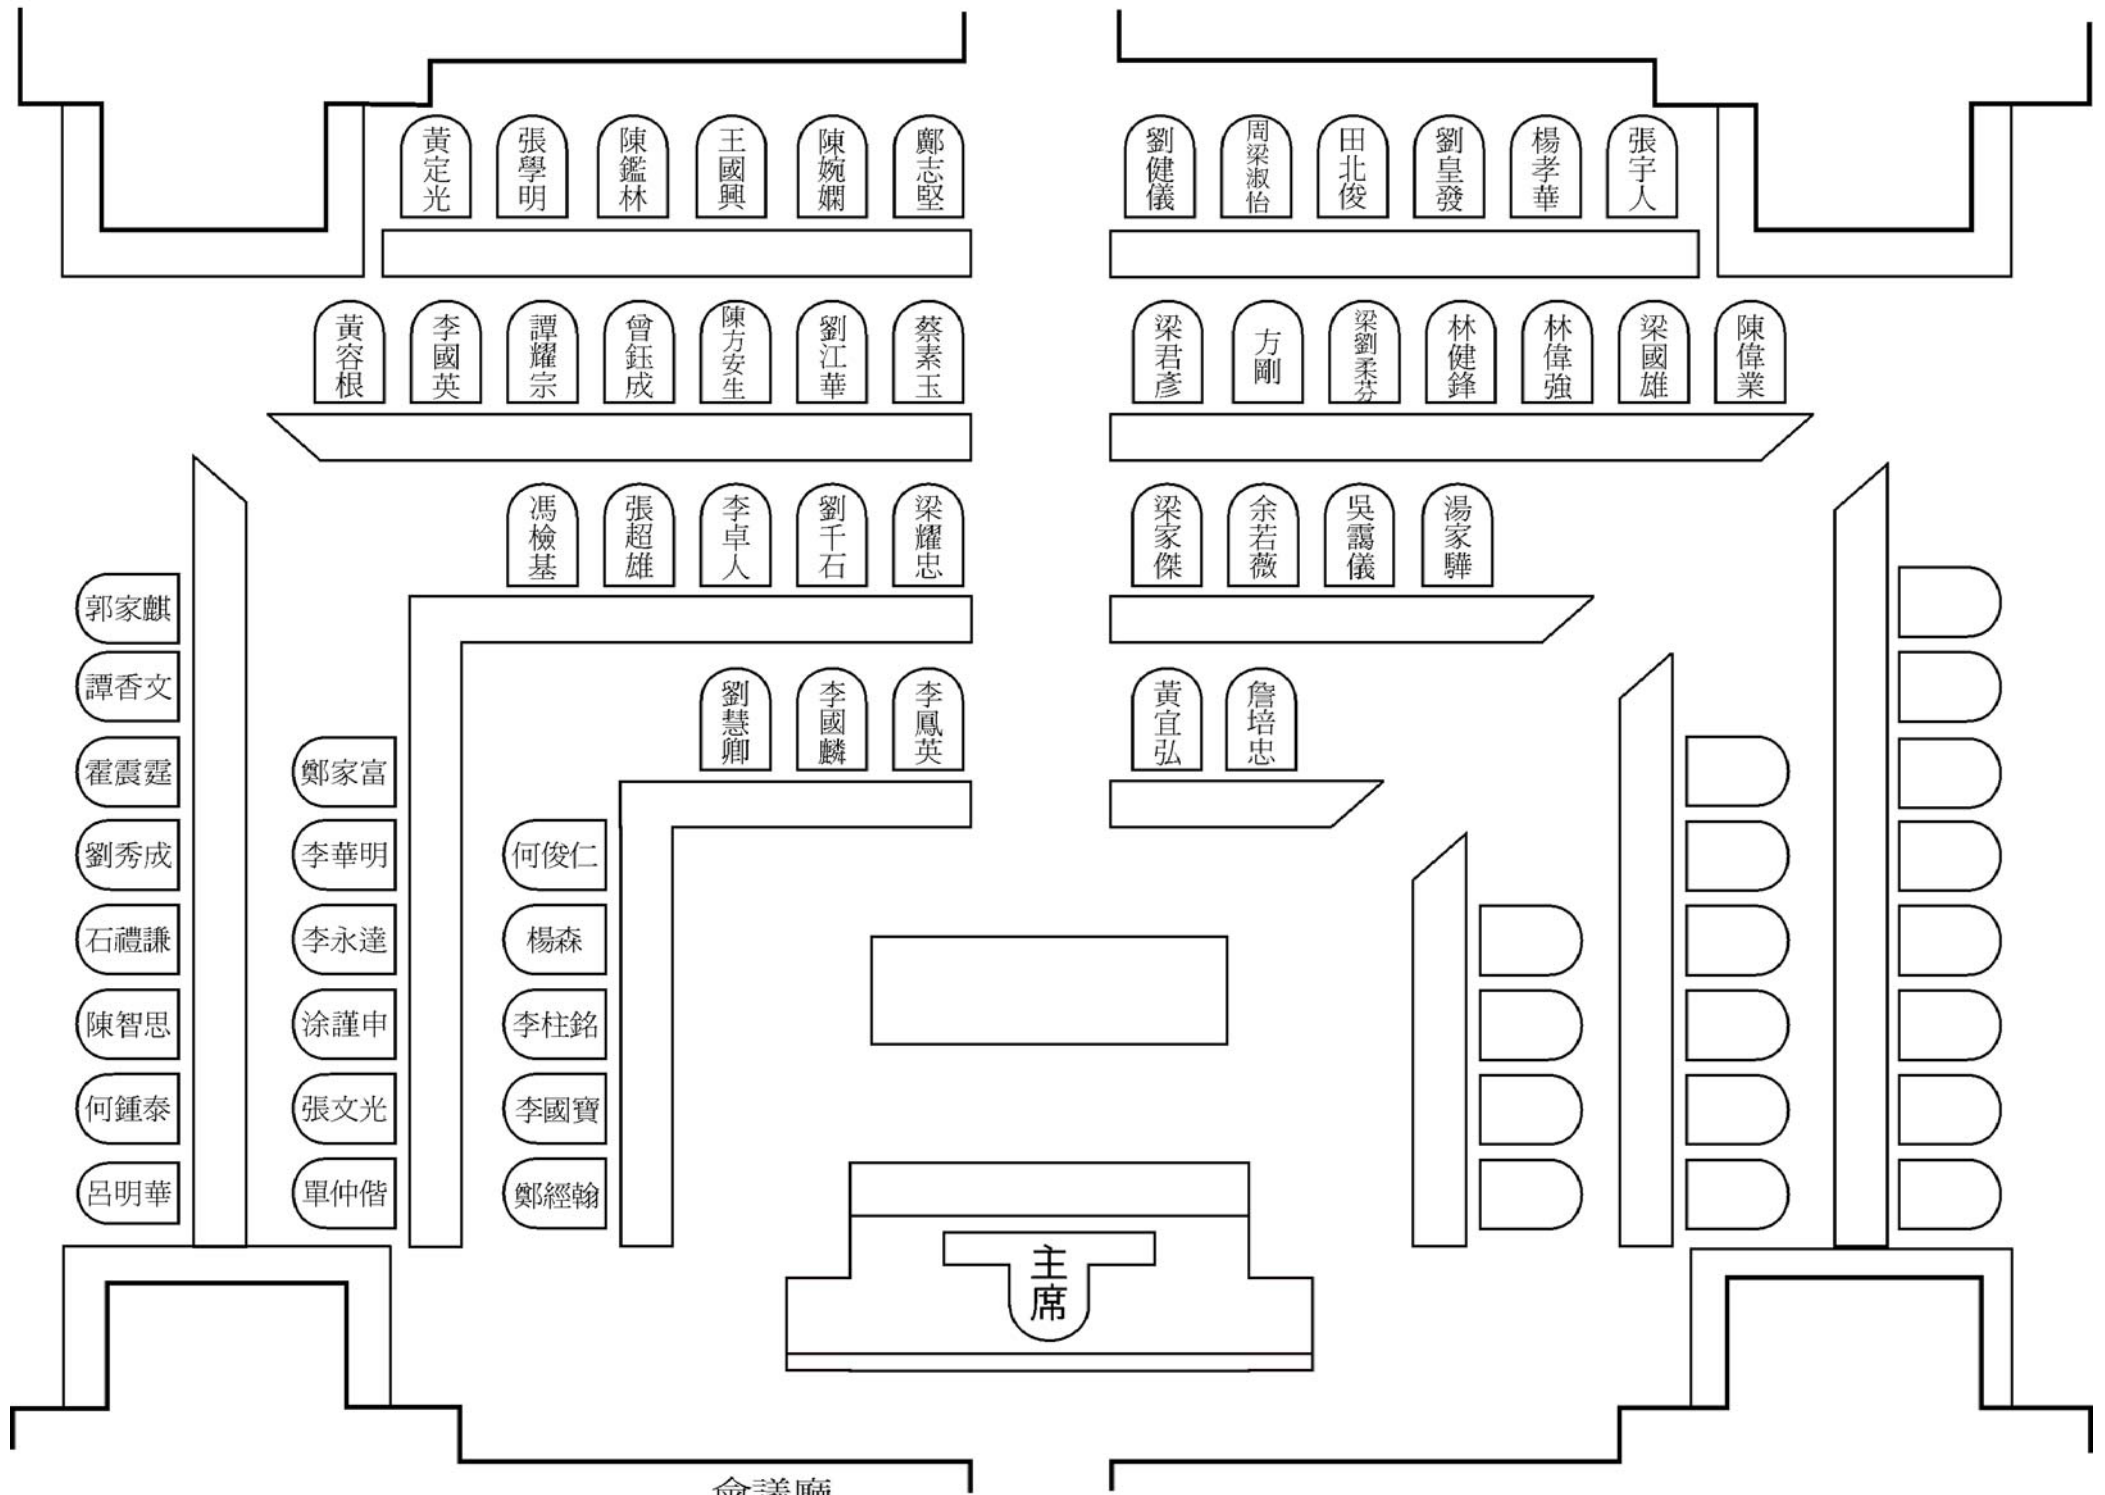 黃定光
張學明
陳鑑林
王國興
陳婉嫻
鄺志堅
劉健儀
周梁淑怡
田北俊
劉皇發
楊孝華
張宇人
黃容根
李國英
譚耀宗
曾鈺成
陳方安生
劉江華
蔡素玉
梁君彥
方剛
梁劉柔芬
林健鋒
林偉強
梁國雄
陳偉業
馮檢基
張超雄
李卓人
劉千石
梁耀忠
梁家傑
余若薇
吳靄儀
湯家驊
劉慧卿
李國麟
李鳳英
黃宜弘
詹培忠
郭家麒
譚香文
霍震霆
劉秀成
石禮謙
陳智思
何鍾泰
呂明華
鄭家富
李華明
李永達
涂謹申
張文光
單仲偕
何俊仁
楊森
李柱銘
李國寶
鄭經翰
主席
會議廳